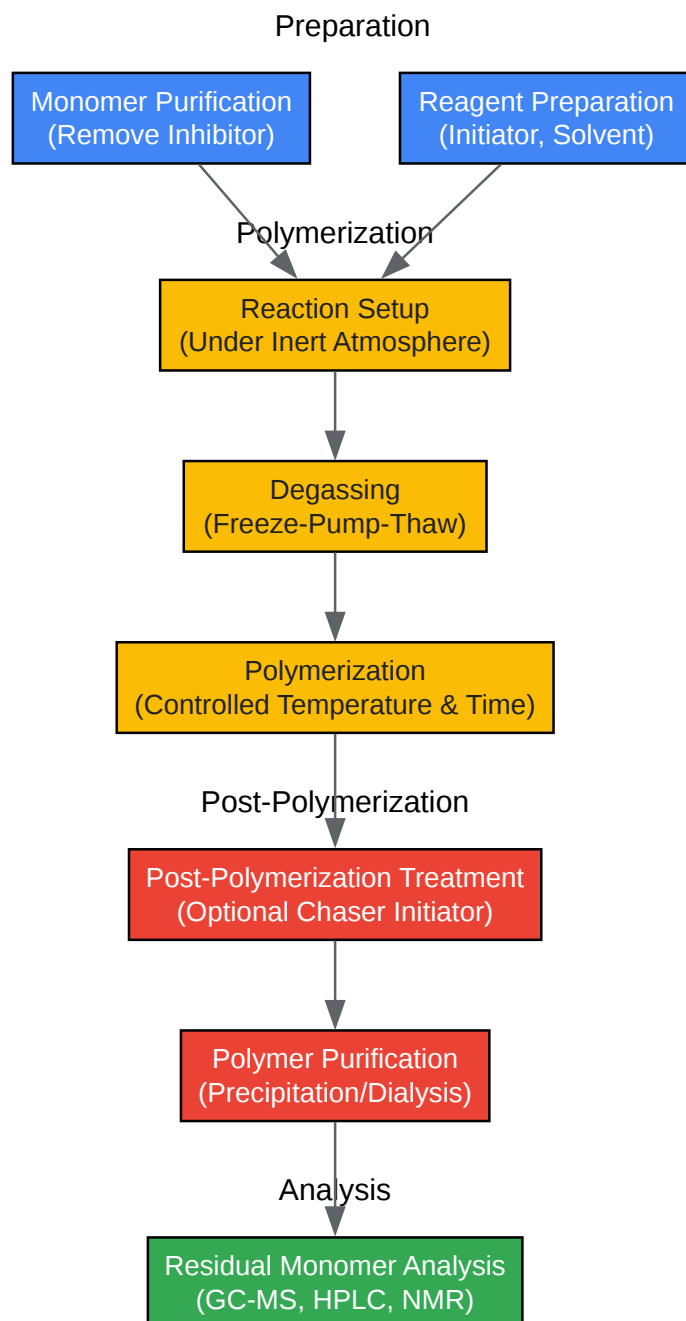 Preparation
Monomer Purification
(Remove Inhibitor)
Reagent Preparation
(Initiator, Solvent)
Polymerization
Reaction Setup
(Under Inert Atmosphere)
Degassing
(Freeze-Pump-Thaw)
Polymerization
(Controlled Temperature & Time)
Post-Polymerization
Post-Polymerization Treatment
(Optional Chaser Initiator)
Polymer Purification
(Precipitation/Dialysis)
Analysis
Residual Monomer Analysis
(GC-MS, HPLC, NMR)